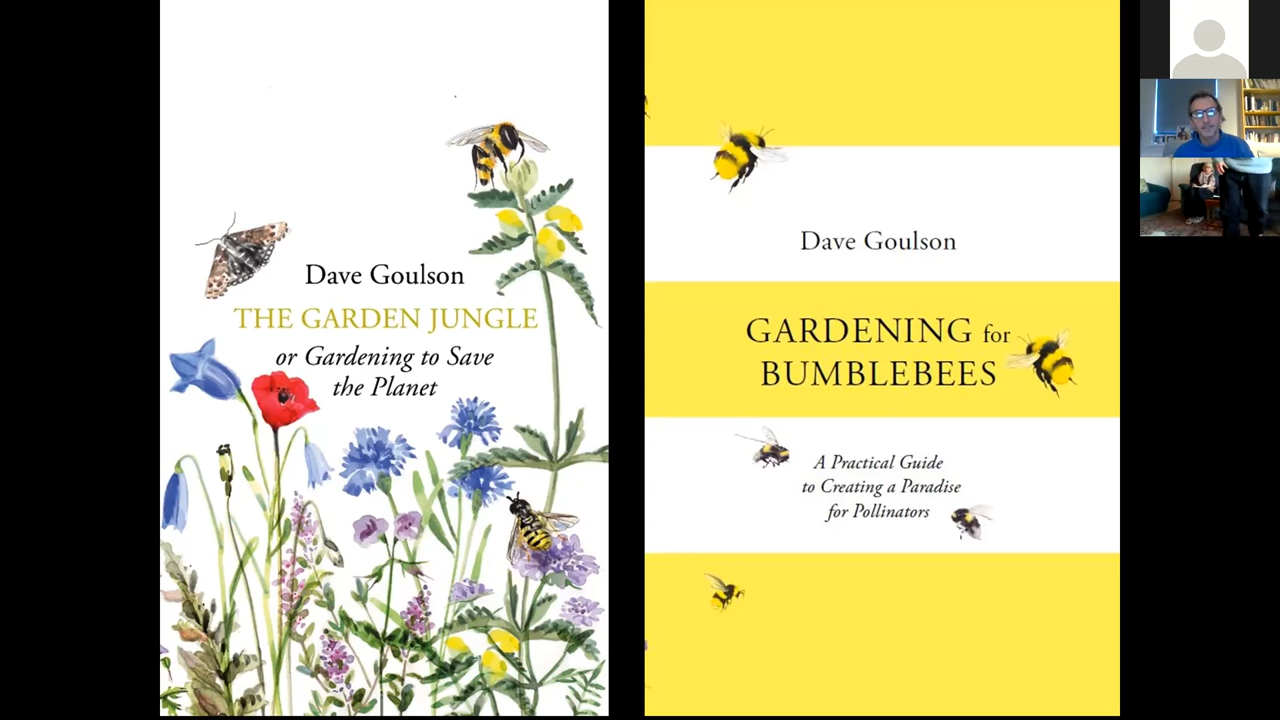 Dave Goulson
THE GARDEN JUNGLE
or Gardening to Save
the Planet
Dave Goulson
GARDENING for
BUMBLEBEES
A Practical Guide
to Creating a Paradise
for Pollinators